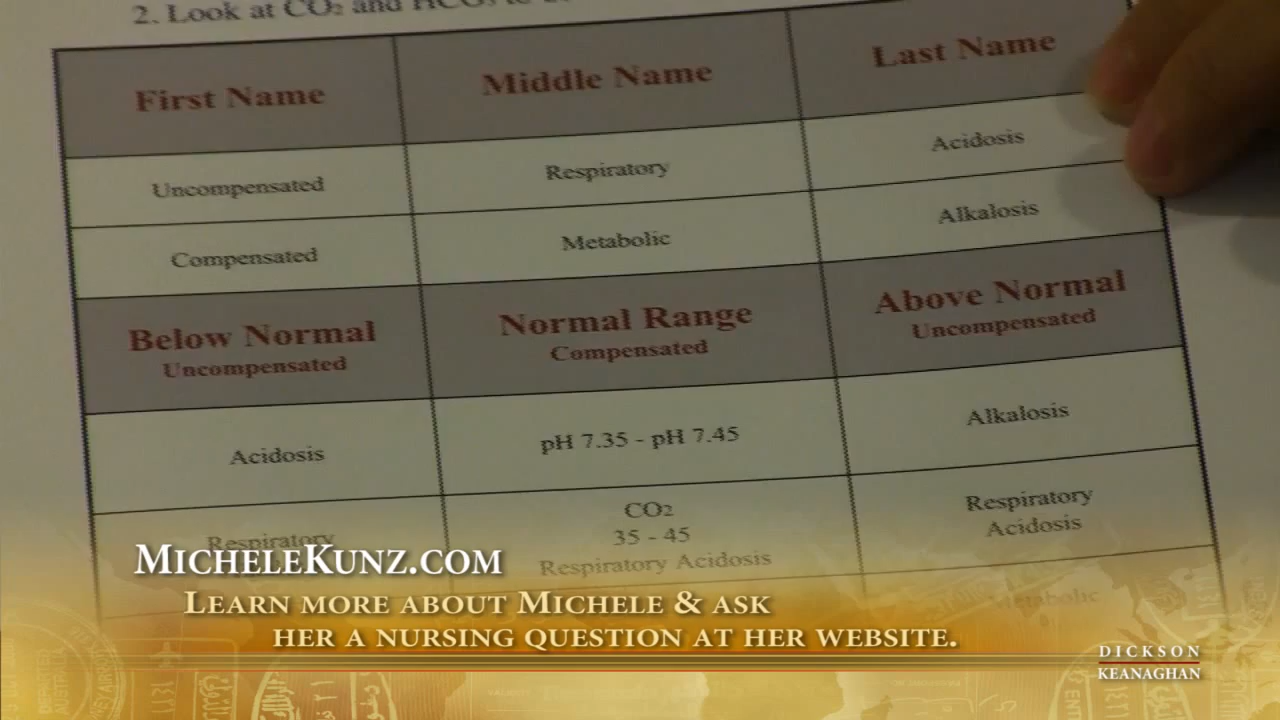 2. Look at CO2 and HCO3 to
First Name Middle Name Last Name
Uncompensated Respiratory Acidosis
Compensated Metabolic Alkalosis
Below Normal Normal Range Above Normal
Uncompensated Compensated Uncompensated
Acidosis pH 7.35 - pH 7.45 Alkalosis
Respiratory CO2 Respiratory
35 - 45 Acidosis
Respiratory Acidosis
Metabolic
MICHELEKUNZ.COM
LEARN MORE ABOUT MICHELE & ASK
HER A NURSING QUESTION AT HER WEBSITE.
DICKSON
KEANAGHAN